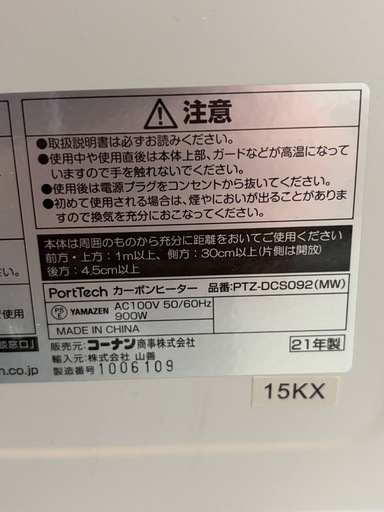 ⚠注意
●取扱説明書は必ずお読みください。
●使用中や使用直後は本体上部、ガードなどが高温になって
いますので手を触れないでください。
●使用後は電源プラグをコンセントから抜いてください。
●初めて使用される場合は、煙やにおいが出ることがありま
すので換気を充分におこなってください。
本体は周囲のものから充分に距離をおいてご使用ください。
前方・上方：1m以上、側方：30cm以上(片側は開放)
後方：4.5cm以上
PortTech カーボンヒーター 品番：PTZ-DCS092(MW)
PSE YAMAZEN AC100V 50/60Hz
900W
MADE IN CHINA
販売元：コーナン商事株式会社
輸入元：株式会社 山善
21年製
製造番号 1006109
15KX
さい。
て使用
談窓口」
n.co.jp